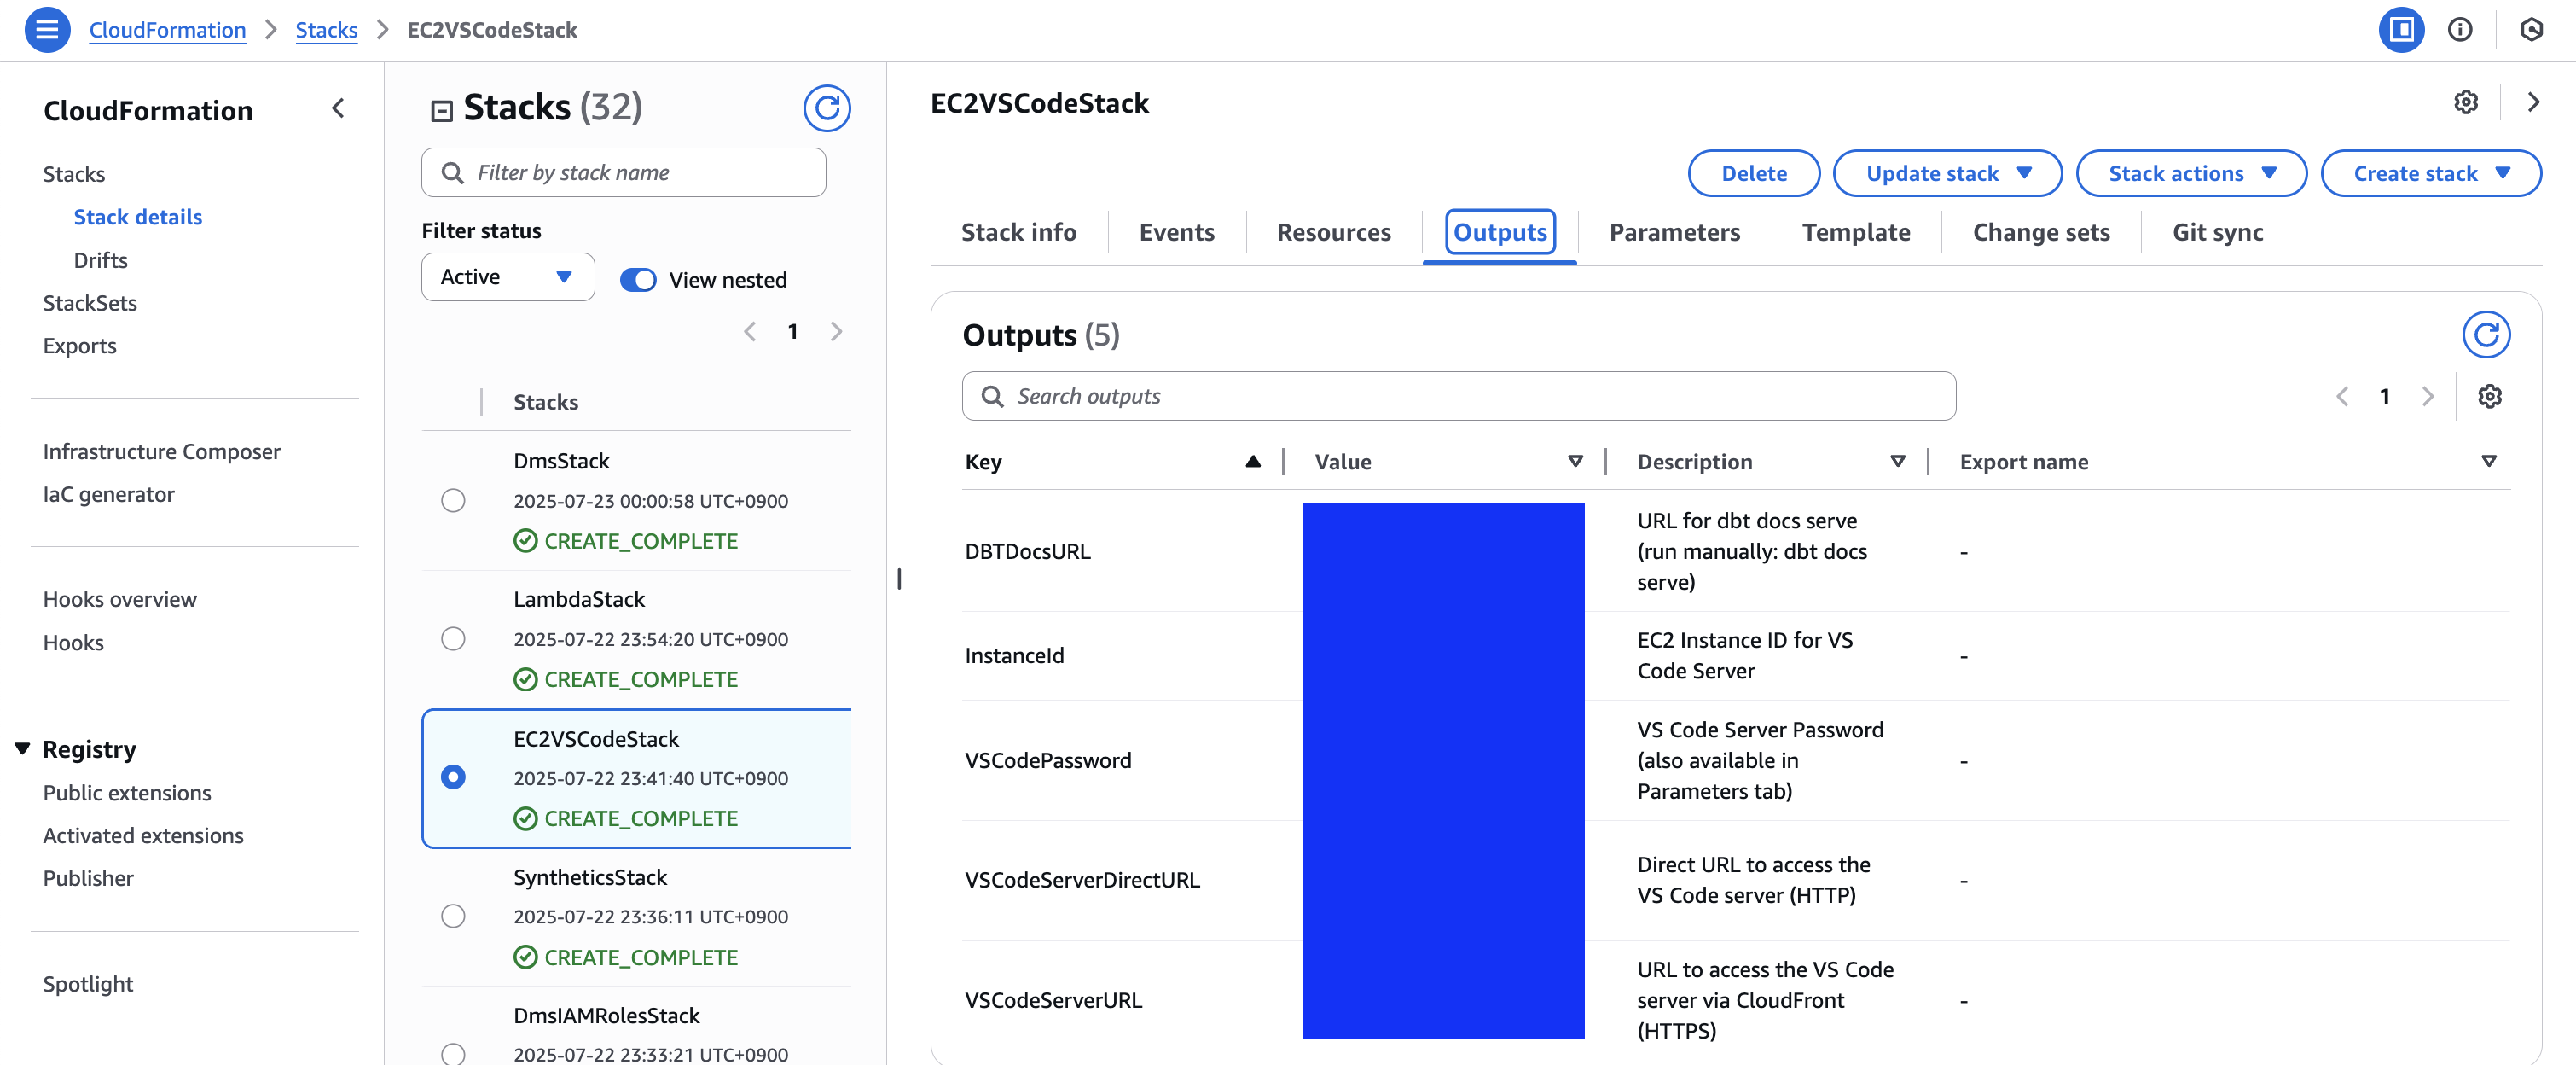 CloudFormation
Stacks
EC2VSCodeStack
CloudFormation
Stacks
Stack details
Drifts
StackSets
Exports
Infrastructure Composer
IaC generator
Hooks overview
Hooks
Registry
Public extensions
Activated extensions
Publisher
Spotlight
Stacks (32)
Filter by stack name
Filter status
Active
View nested
1
Stacks
DmsStack
2025-07-23 00:00:58 UTC+0900
CREATE_COMPLETE
LambdaStack
2025-07-22 23:54:20 UTC+0900
CREATE_COMPLETE
EC2VSCodeStack
2025-07-22 23:41:40 UTC+0900
CREATE_COMPLETE
SyntheticsStack
2025-07-22 23:36:11 UTC+0900
CREATE_COMPLETE
DmsIAMRolesStack
2025-07-22 23:33:21 UTC+0900
EC2VSCodeStack
Delete
Update stack
Stack actions
Create stack
Stack info
Events
Resources
Outputs
Parameters
Template
Change sets
Git sync
Outputs (5)
Search outputs
1
Key
Value
Description
Export name
DBTDocsURL
URL for dbt docs serve
(run manually: dbt docs
serve)
-
InstanceId
EC2 Instance ID for VS
Code Server
-
VSCodePassword
VS Code Server Password
(also available in
Parameters tab)
-
VSCodeServerDirectURL
Direct URL to access the
VS Code server (HTTP)
-
VSCodeServerURL
URL to access the VS Code
server via CloudFront
(HTTPS)
-